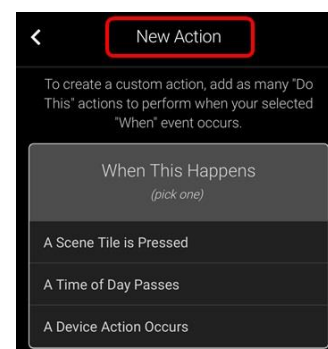 New Action
To create a custom action, add as many "Do
This" actions to perform when your selected
"When" event occurs.
When This Happens
(pick one)
A Scene Tile is Pressed
A Time of Day Passes
A Device Action Occurs